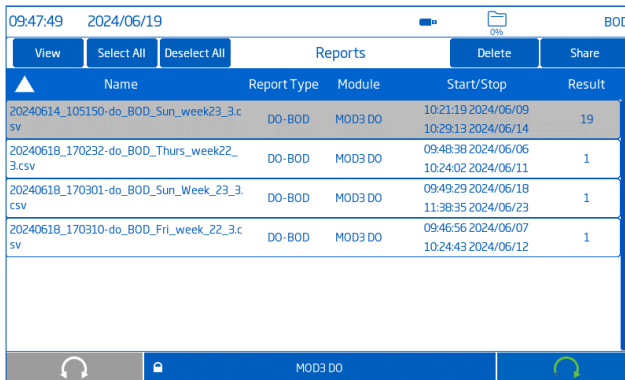 09:47:49 2024/06/19
0%
BOD
View Select All Deselect All Reports Delete Share
Name Report Type Module Start/Stop Result
20240614_105150-do_BOD_Sun_week23_3.c
sv
DO-BOD MOD3 DO
10:21:19 2024/06/09
10:29:13 2024/06/14
19
20240618_170232-do_BOD_Thurs_week22_
3.csv
DO-BOD MOD3 DO
09:48:38 2024/06/06
10:24:02 2024/06/11
1
20240618_170301-do_BOD_Sun_Week_23_3.
csv
DO-BOD MOD3 DO
09:49:29 2024/06/18
11:38:35 2024/06/23
1
20240618_170310-do_BOD_Fri_week_22_3.c
sv
DO-BOD MOD3 DO
09:46:56 2024/06/07
10:24:43 2024/06/12
1
MOD3 DO